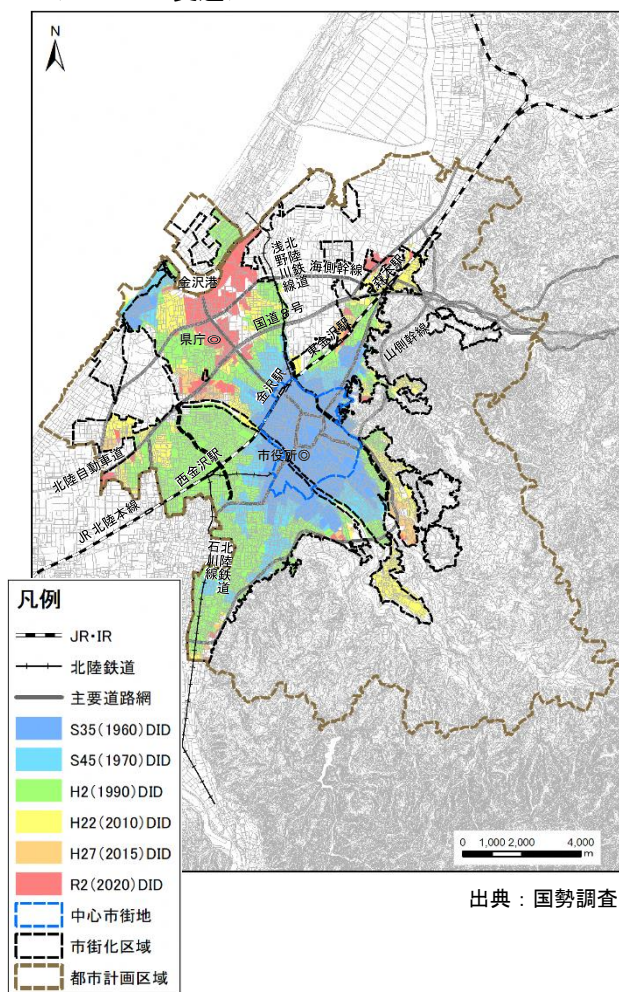 N
金沢港
北陸鉄道
浅野川線
海側幹線
森本駅
国道8号
県庁◎
東金沢駅
山側幹線
金沢駅
市役所◎
北陸自動車道
西金沢駅
JR北陸本線
北陸鉄道
石川線
凡例
JR・IR
北陸鉄道
主要道路網
S35(1960)DID
S45(1970)DID
H2(1990)DID
H22(2010)DID
H27(2015)DID
R2(2020)DID
中心市街地
市街化区域
都市計画区域
0 1,000 2,000 4,000
m
出典：国勢調査